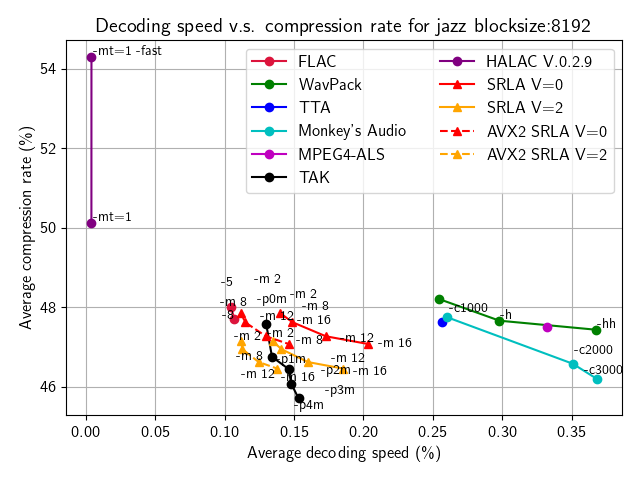 Decoding speed v.s. compression rate for jazz blocksize:8192
Average compression rate (%)
54
52
50
48
46
0.00
0.05
0.10
0.15
0.20
0.25
0.30
0.35
Average decoding speed (%)
FLAC
WavPack
TTA
Monkey's Audio
MPEG4-ALS
TAK
HALAC V.0.2.9
SRLA V=0
SRLA V=2
AVX2 SRLA V=0
AVX2 SRLA V=2
-mt=1 -fast
-mt=1
-5
-m 2
-p0m
-m 2
-m 8
-m 8
-8
-m 12
-m 16
-m 2
-m 2
-m 8
-m 12
-m 16
-m 8
-p1m
-m 12
-m 12
-m 16
-p2m
-m 16
-p3m
-p4m
-c1000
-h
-hh
-c2000
-c3000